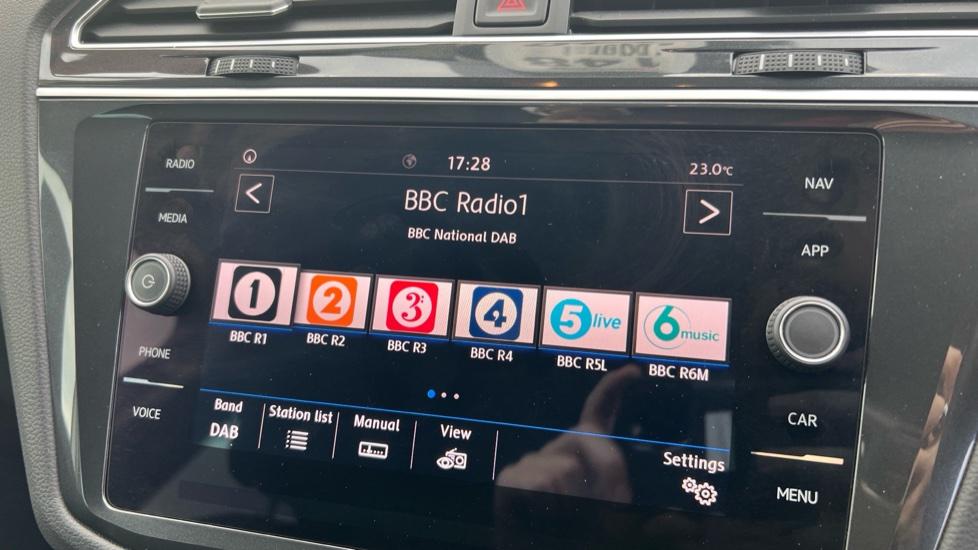 RADIO
MEDIA
PHONE
VOICE
17:28
23.0°C
<
BBC Radio1
>
BBC National DAB
1
2
3
4
5 live
6 music
BBC R1
BBC R2
BBC R3
BBC R4
BBC R5L
BBC R6M
Band
DAB
Station list
Manual
View
Settings
NAV
APP
CAR
MENU